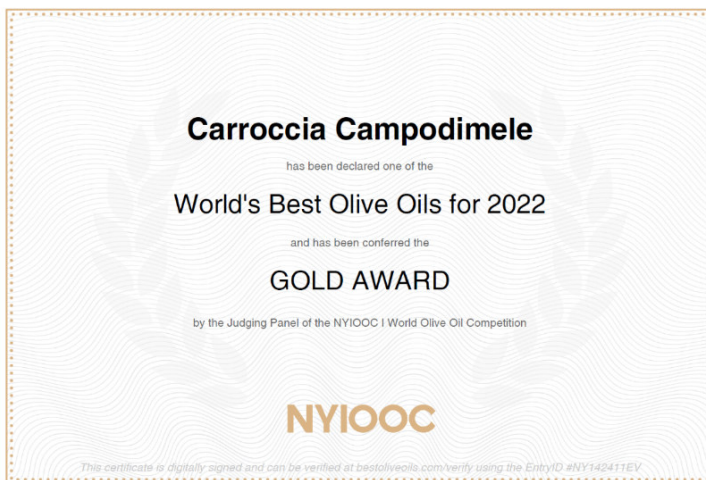 Carroccia Campodimele
has been declared one of the
World's Best Olive Oils for 2022
and has been conferred the
GOLD AWARD
by the Judging Panel of the NYIOOC | World Olive Oil Competition
NYIOOC
This certificate is digitally signed and can be verified at bestoliveoils.com/verify using the EntryID #NY142411EV